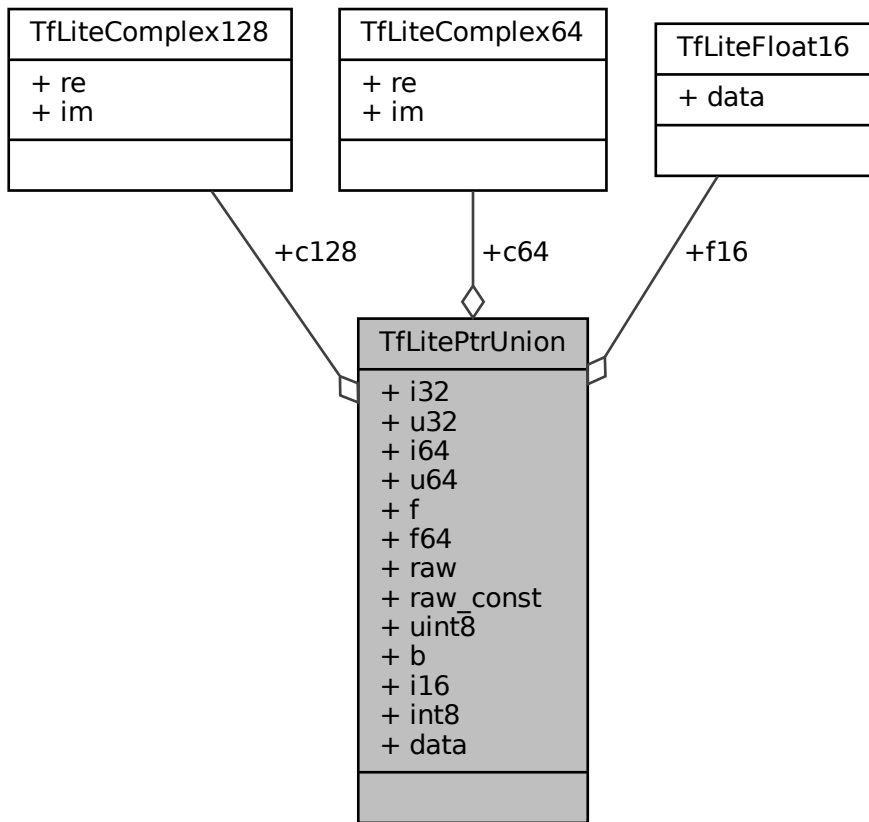 TfLiteComplex128
+ re
+ im
TfLiteComplex64
+ re
+ im
TfLiteFloat16
+ data
+c128
+c64
+f16
TfLitePtrUnion
+ i32
+ u32
+ i64
+ u64
+ f
+ f64
+ raw
+ raw_const
+ uint8
+ b
+ i16
+ int8
+ data